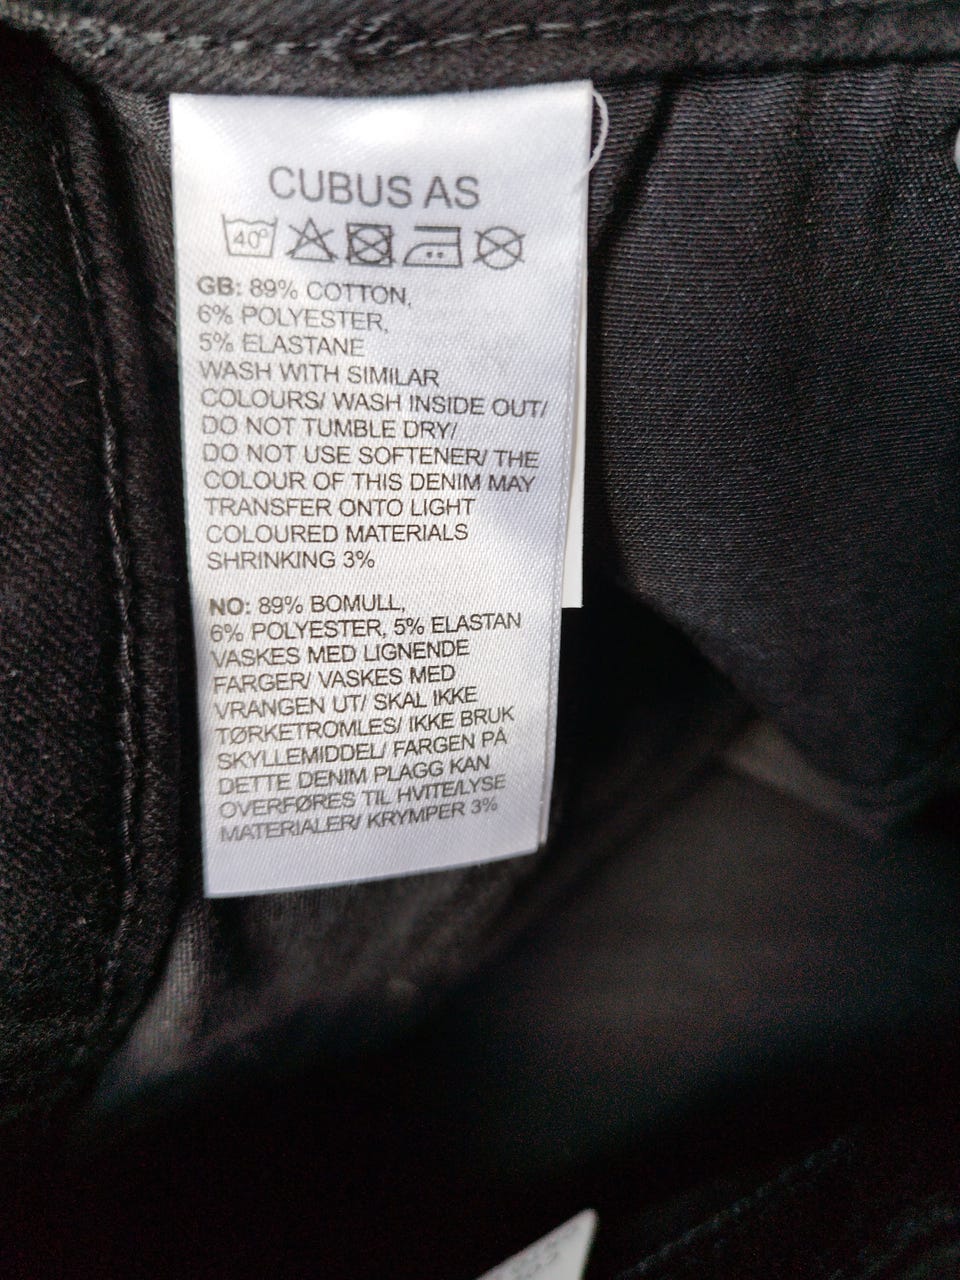 CUBUS AS
40°
GB: 89% COTTON,
6% POLYESTER,
5% ELASTANE
WASH WITH SIMILAR
COLOURS/ WASH INSIDE OUT/
DO NOT TUMBLE DRY/
DO NOT USE SOFTENER/ THE
COLOUR OF THIS DENIM MAY
TRANSFER ONTO LIGHT
COLOURED MATERIALS
SHRINKING 3%
NO: 89% BOMULL,
6% POLYESTER, 5% ELASTAN
VASKES MED LIGNENDE
FARGER/ VASKES MED
VRANGEN UT/ SKAL IKKE
TØRKETROMLES/ IKKE BRUK
SKYLLEMIDDEL/ FARGEN PÅ
DETTE DENIM PLAGG KAN
OVERFØRES TIL HVITE/LYSE
MATERIALER/ KRYMPER 3%